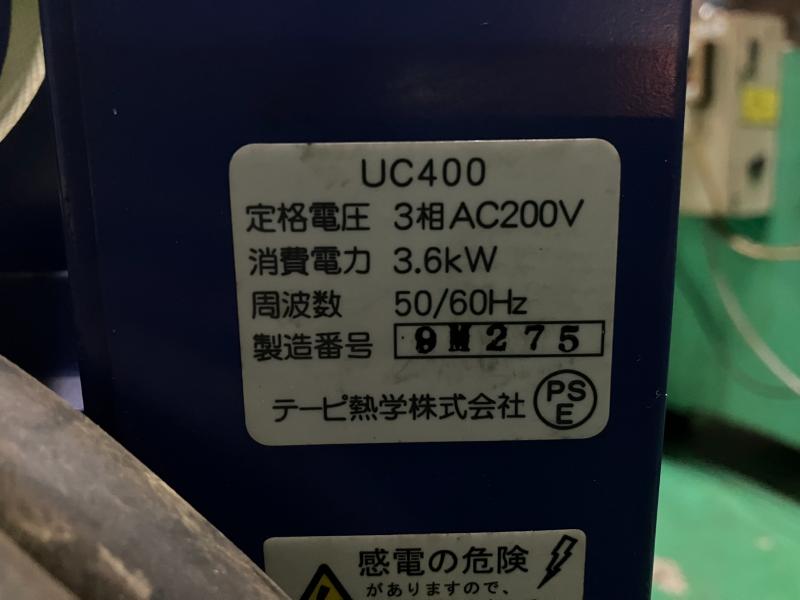 UC400
定格電圧 3相AC200V
消費電力 3.6kW
周波数 50/60Hz
製造番号 9M275
テーピ熱学株式会社 PSE
感電の危険
がありますので、